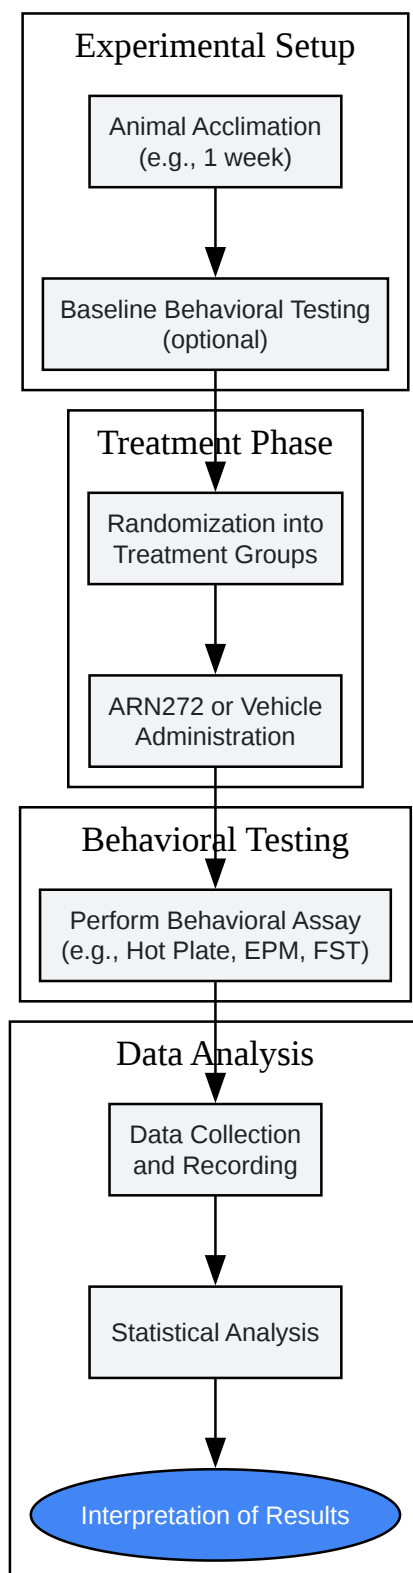 Experimental Setup
Animal Acclimation
(e.g., 1 week)
Baseline Behavioral Testing
(optional)
Treatment Phase
Randomization into
Treatment Groups
ARN272 or Vehicle
Administration
Behavioral Testing
Perform Behavioral Assay
(e.g., Hot Plate, EPM, FST)
Data Analysis
Data Collection
and Recording
Statistical Analysis
Interpretation of Results